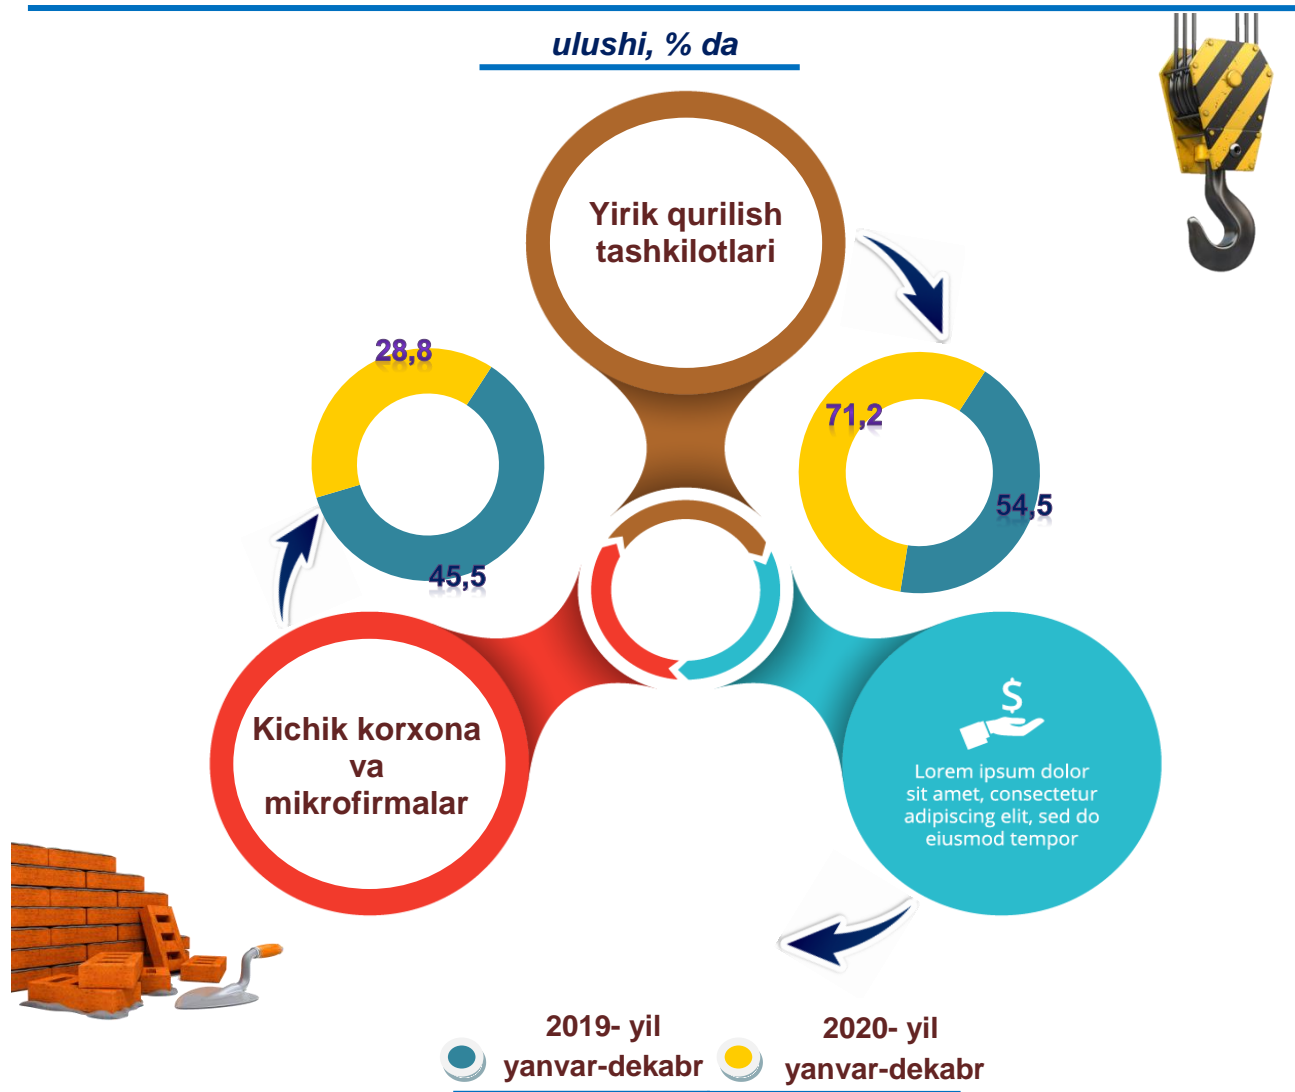 ulushi, % da
Yirik qurilish
tashkilotlari
28,8
45,5
71,2
54,5
Kichik korxona
va
mikrofirmalar
$
Lorem ipsum dolor
sit amet, consectetur
adipiscing elit, sed do
eiusmod tempor
2019- yil
yanvar-dekabr
2020- yil
yanvar-dekabr